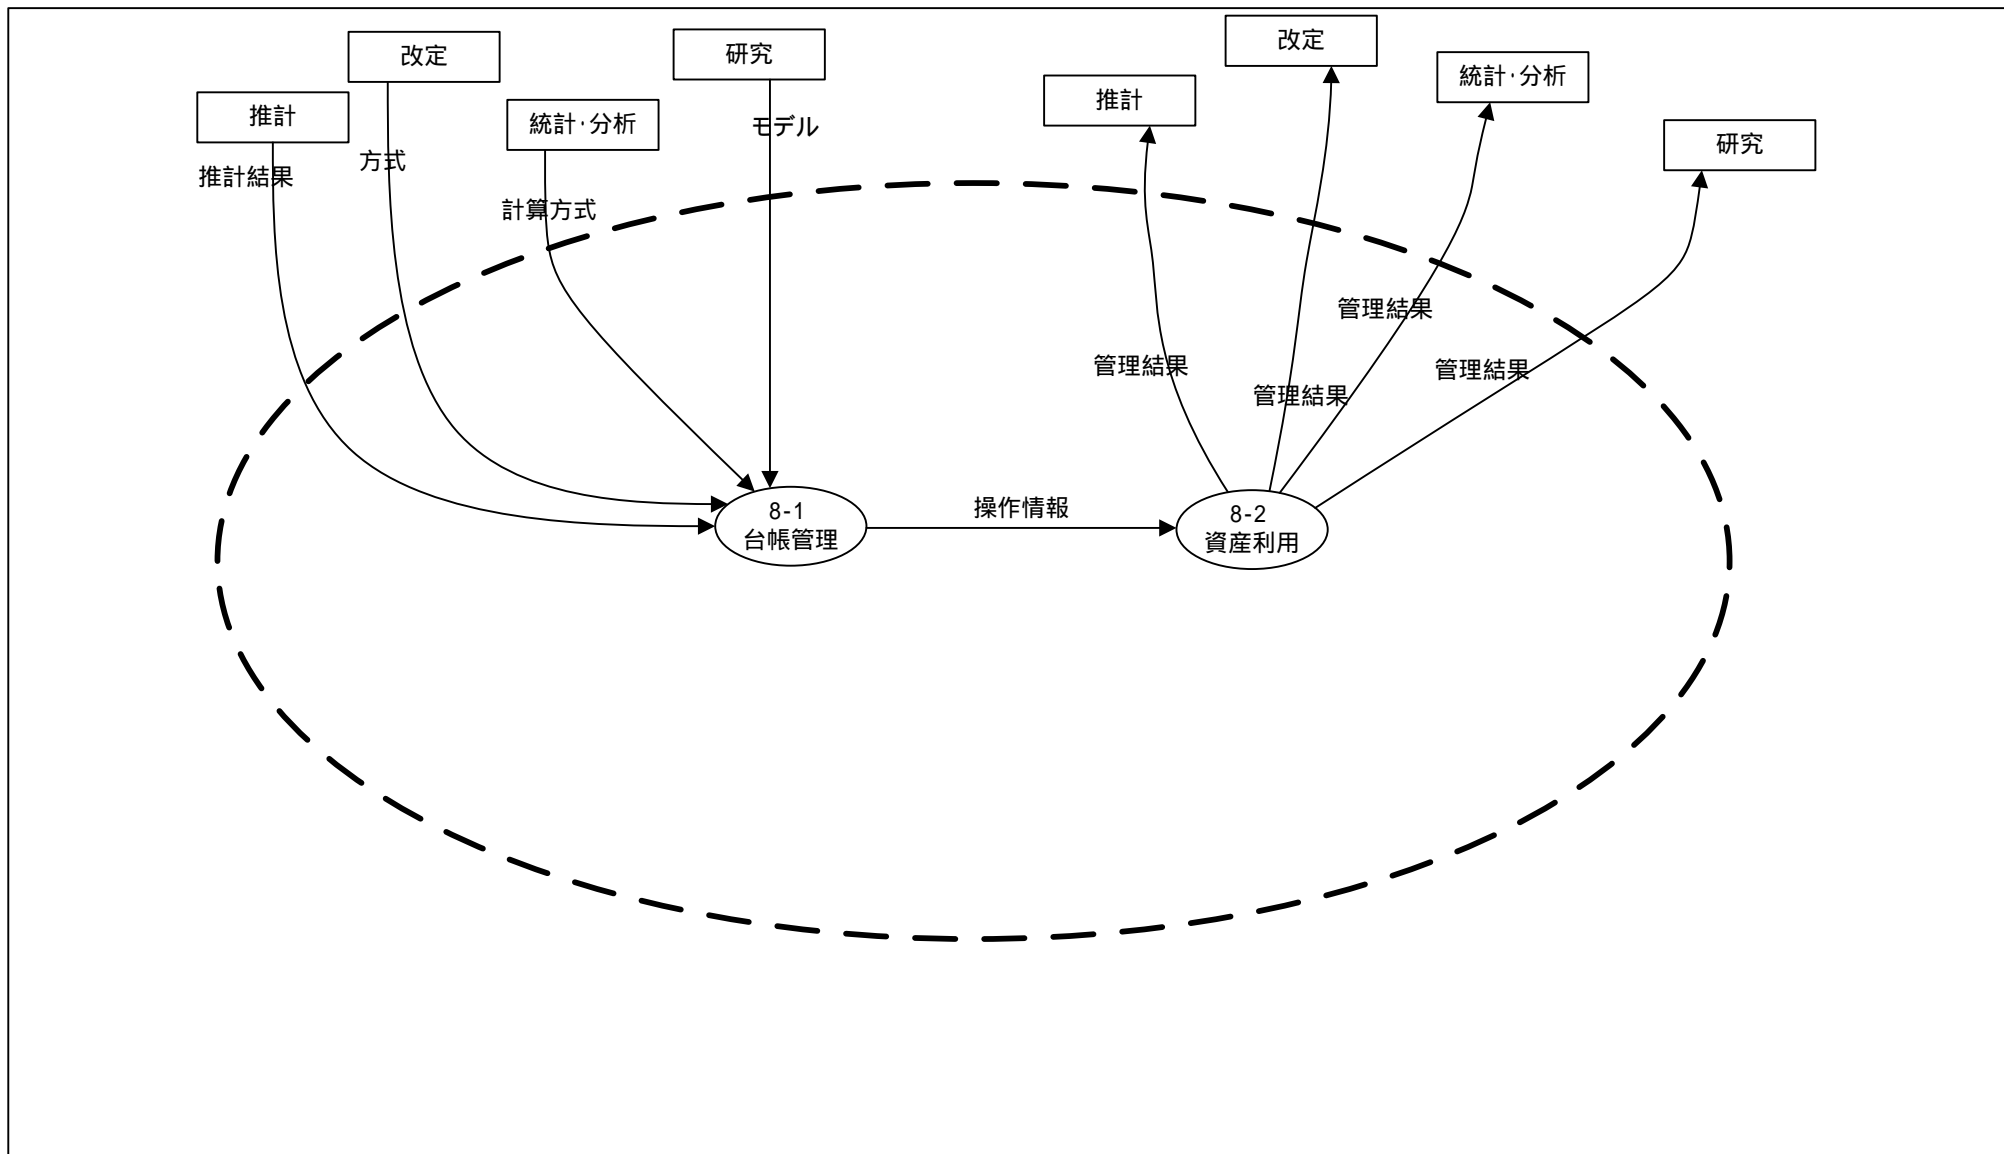 改定
研究
改定
統計・分析
推計
統計・分析
推計
研究
モデル
方式
推計結果
計算方式
管理結果
管理結果
管理結果
管理結果
操作情報
8-1
台帳管理
8-2
資産利用